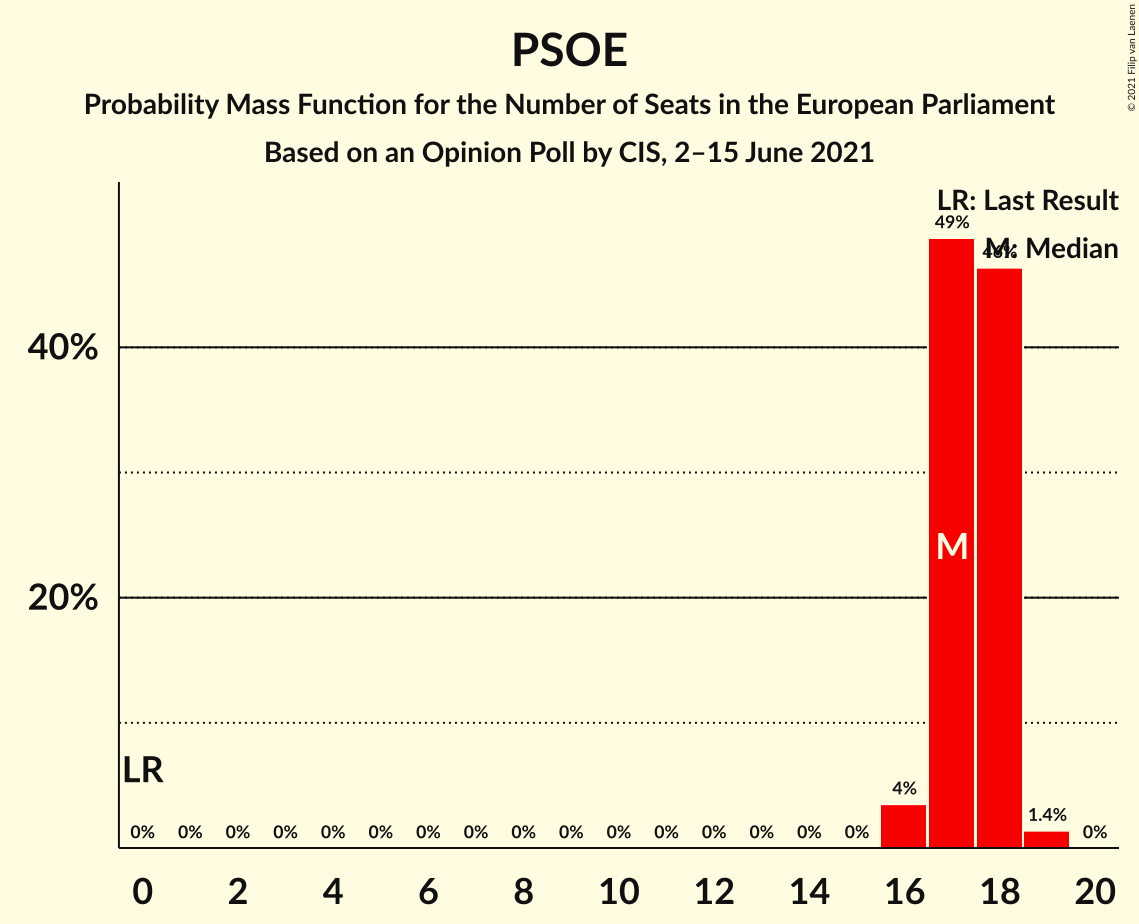 PSOE
Probability Mass Function for the Number of Seats in the European Parliament
Based on an Opinion Poll by CIS, 2–15 June 2021
© 2021 Filip van Laenen
LR: Last Result
M: Median
49%
46%
40%
20%
M
LR
0% 0% 0% 0% 0% 0% 0% 0% 0% 0% 0% 0% 0% 0% 0% 0% 4% 1.4% 0%
0 2 4 6 8 10 12 14 16 18 20